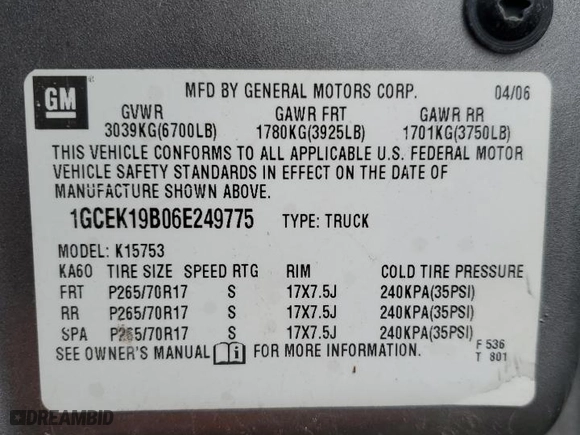 GM
MFD BY GENERAL MOTORS CORP. 04/06
GVWR GAWR FRT GAWR RR
3039KG(6700LB) 1780KG(3925LB) 1701KG(3750LB)
THIS VEHICLE CONFORMS TO ALL APPLICABLE U.S. FEDERAL MOTOR
VEHICLE SAFETY STANDARDS IN EFFECT ON THE DATE OF
MANUFACTURE SHOWN ABOVE.
1GCEK19B06E249775 TYPE: TRUCK
MODEL: K15753
KA60 TIRE SIZE SPEED RTG RIM COLD TIRE PRESSURE
FRT P265/70R17 S 17X7.5J 240KPA(35PSI)
RR P265/70R17 S 17X7.5J 240KPA(35PSI)
SPA P265/70R17 S 17X7.5J 240KPA(35PSI)
SEE OWNER'S MANUAL i FOR MORE INFORMATION.
F 536
T 801
DREAMBID